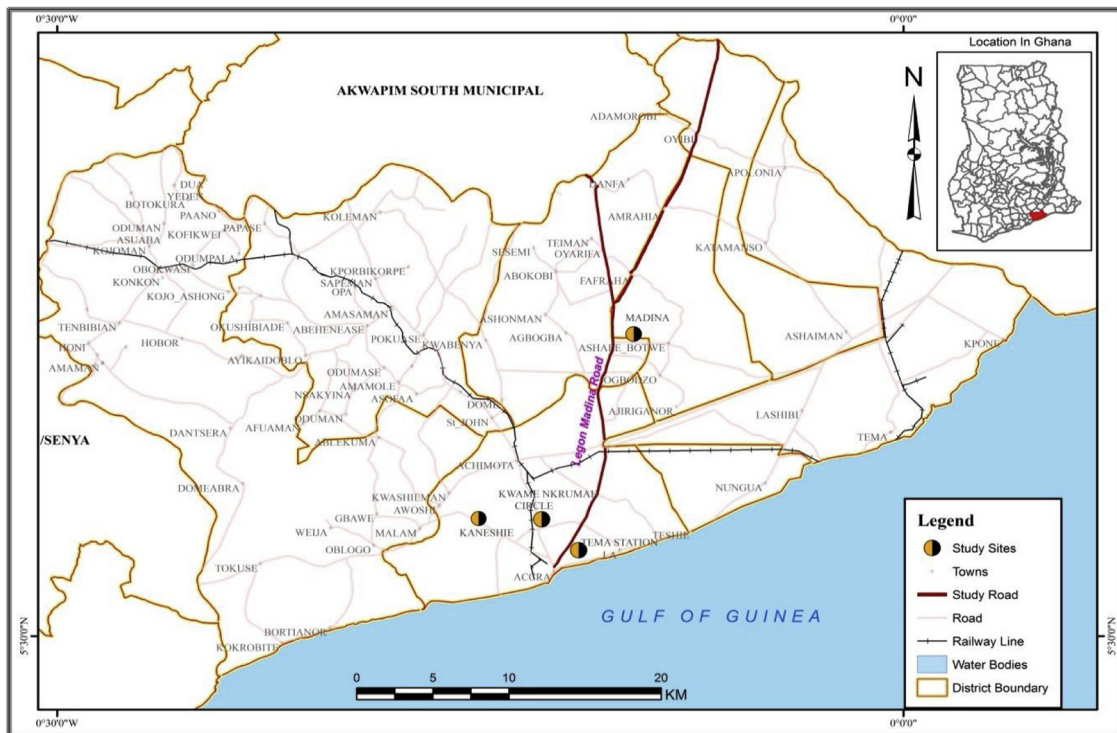 0°30'0"W
0°0'0"
Location In Ghana
N
AKWAPIM SOUTH MUNICIPAL
ADAMOROBI
OYIBI
APOLONIA
DUA
YEDEN
BOTOKURA
PAANO
DANFA
KOLEMAN
AMRAHIA
ODUMAN
PAPASE
ASUABA
KOFIKWEI
KOJOMAN
TEIMAN
KATAMANSO
SESEMI
OYARIFA
ODUMPALA
OBOKWASI
KPORBIKORPE
ABOKOBI
KONKON
SAPEMAN
FAFRAHA
OPA
KOJO_ASHONG
AMASAMAN
ASHONMAN
MADINA
TENBIBIAN
OKUSHIBIADE
ABEHENEASE
ASHAIMAN
POKUASE
AGBOGBA
HONI
HOBOR
KWABENYA
ASHALE_BOTWE
KPONE
AYIKAIDOBLO
AMAMAN
ODUMASE
OGBODZO
AMAMOLE
NSAKYINA
ASOFAA
Legon Madina Road
DOME
AJIRIGANOR
LASHIBI
ODUMAN
St_JOHN
AFUAMAN
DANTSERA
TEMA
/SENYA
ABLEKUMA
ACHIMOTA
DOMEABRA
NUNGUA
KWASHIEMAN
KWAME NKRUMAH
CIRCLE
AWOSHI
GBAWE
KANESHIE
WEIJA
MALAM
TESHIE
TEMA STATION
OBLOGO
LA
TOKUSE
ACCRA
BORTIANOR
KOKROBITE
GULF OF GUINEA
Legend
Study Sites
Towns
Study Road
Road
Railway Line
Water Bodies
District Boundary
5°30'0"N
5°30'0"N
0 5 10 20
KM
0°30'0"W
0°0'0"